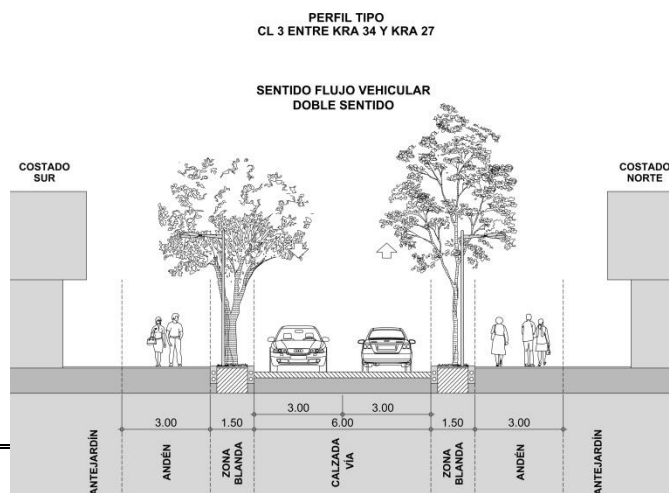 PERFIL TIPO
CL 3 ENTRE KRA 34 Y KRA 27
SENTIDO FLUJO VEHICULAR
DOBLE SENTIDO
COSTADO
SUR
COSTADO
NORTE
3.00
3.00
3.00
1.50
6.00
1.50
3.00
ANTEJARDÍN
ANDÉN
ZONA
BLANDA
CALZADA
VÍA
ZONA
BLANDA
ANDÉN
ANTEJARDÍN